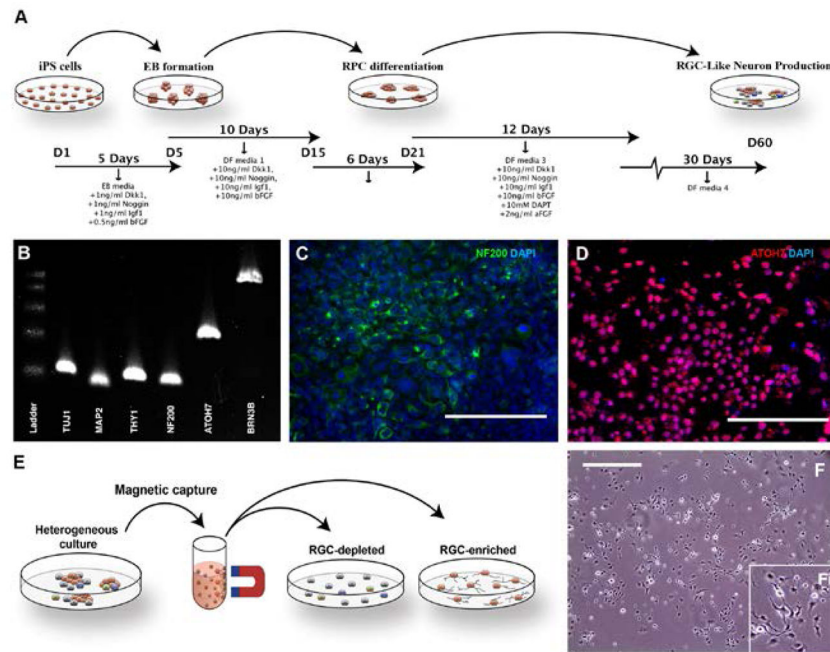 A
iPS cells
EB formation
RPC differentiation
RGC-Like Neuron Production
D1
5 Days
D5
10 Days
D15
6 Days
D21
12 Days
30 Days
D60
EB media
+1ng/ml Dkk1,
+1ng/ml Noggin
+1ng/ml Igf1
+0.5ng/ml bFGF
DF media 1
+10ng/ml Dkk1,
+10ng/ml Noggin,
+10ng/ml Igf1,
+10ng/ml bFGF
DF media 3
+10ng/ml Dkk1
+10ng/ml Noggin
+10ng/ml Igf1
+10ng/ml bFGF
+10mM DAPT
+2ng/ml aFGF
DF media 4
B
Ladder
TUJ1
MAP2
THY1
NF200
ATOH7
BRN3B
C
NF200 DAPI
D
ATOH7 DAPI
E
Magnetic capture
Heterogeneous
culture
RGC-depleted
RGC-enriched
F
F'